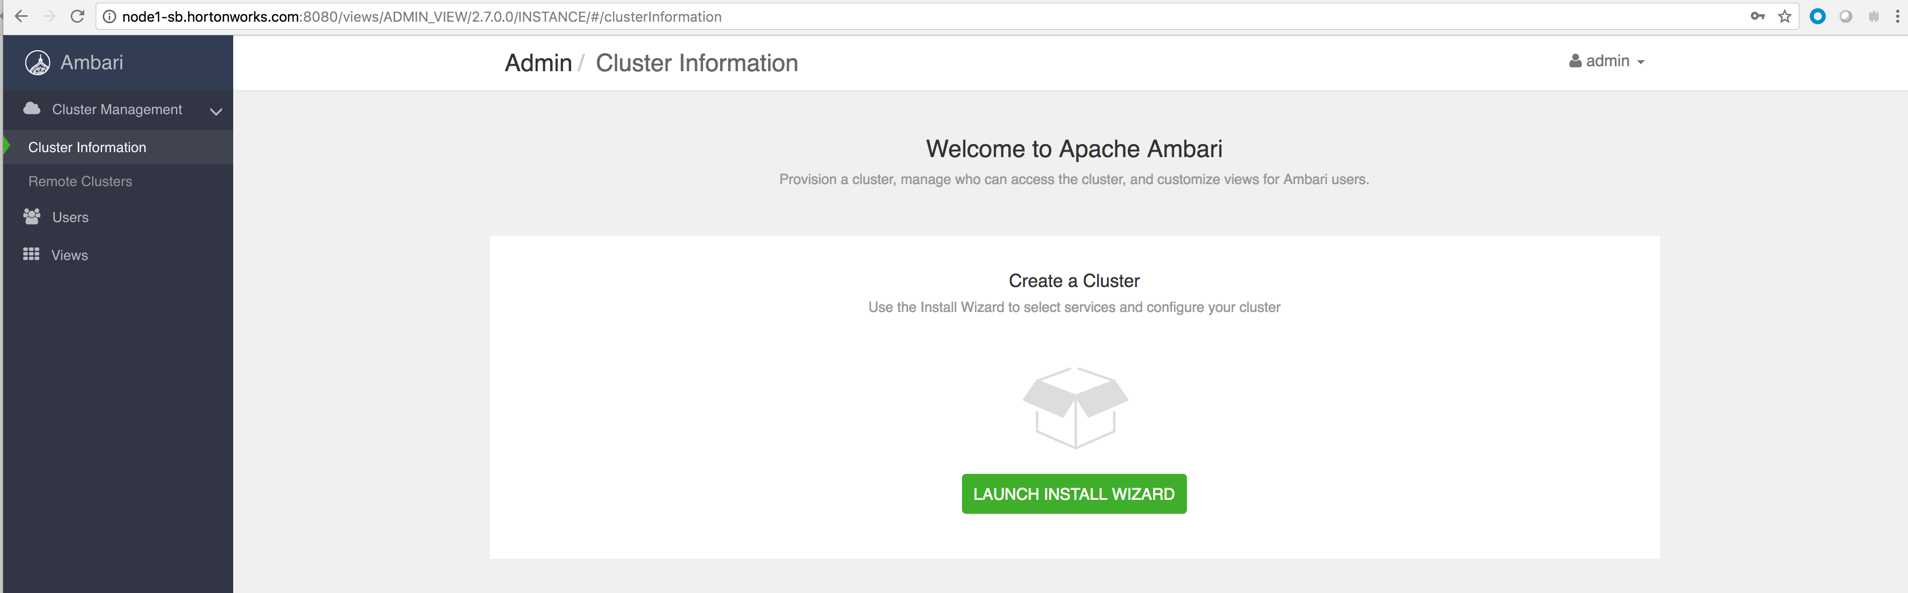 node1-sb.hortonworks.com:8080/views/ADMIN_VIEW/2.7.0.0/INSTANCE/#/clusterInformation
Ambari
Admin / Cluster Information
admin
Cluster Management
Cluster Information
Remote Clusters
Users
Views
Welcome to Apache Ambari
Provision a cluster, manage who can access the cluster, and customize views for Ambari users.
Create a Cluster
Use the Install Wizard to select services and configure your cluster
LAUNCH INSTALL WIZARD